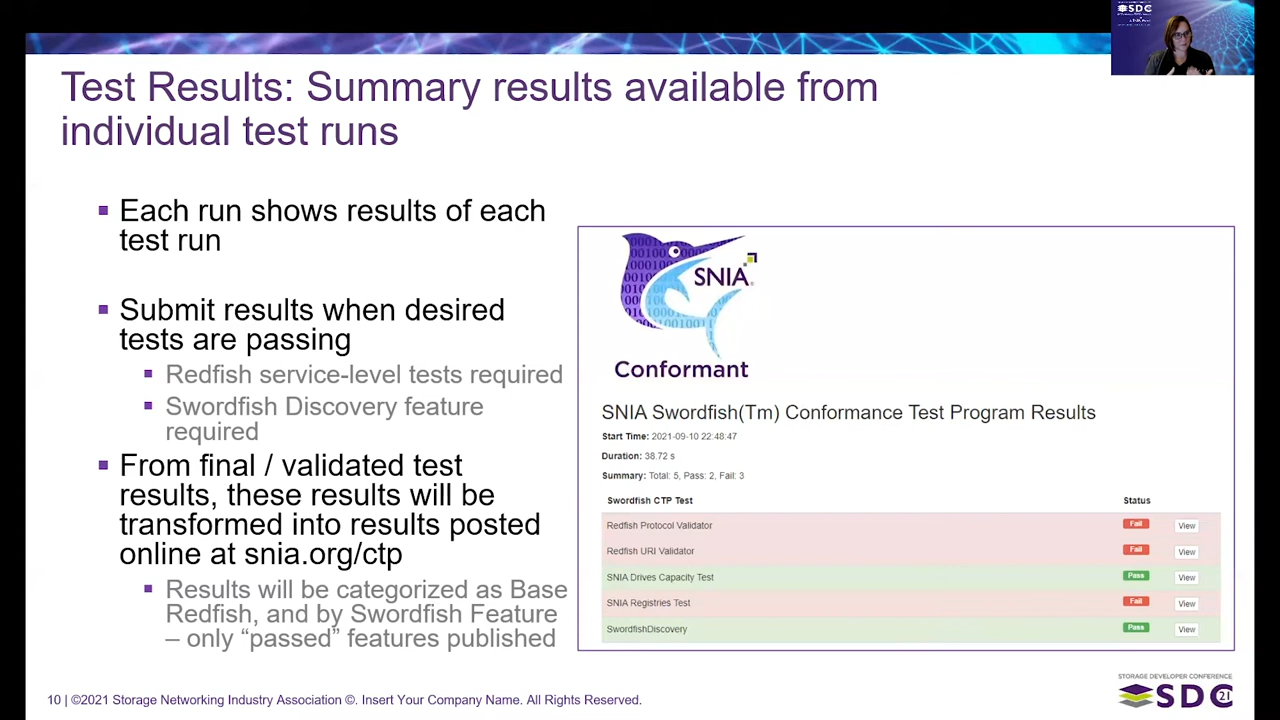 SDC
Test Results: Summary results available from
individual test runs
Each run shows results of each
test run
Submit results when desired
tests are passing
Redfish service-level tests required
Swordfish Discovery feature
required
From final / validated test
results, these results will be
transformed into results posted
online at snia.org/ctp
Results will be categorized as Base
Redfish, and by Swordfish Feature
– only “passed” features published
SNIA
Conformant
SNIA Swordfish(Tm) Conformance Test Program Results
Start Time: 2021-09-10 22:48:47
Duration: 38.72 s
Summary: Total: 5, Pass: 2, Fail: 3
Swordfish CTP Test Status
Redfish Protocol Validator Fail View
Redfish URI Validator Fail View
SNIA Drives Capacity Test Pass View
SNIA Registries Test Fail View
SwordfishDiscovery Pass View
10 | ©2021 Storage Networking Industry Association ©. Insert Your Company Name. All Rights Reserved.
STORAGE DEVELOPER CONFERENCE
SDC 21